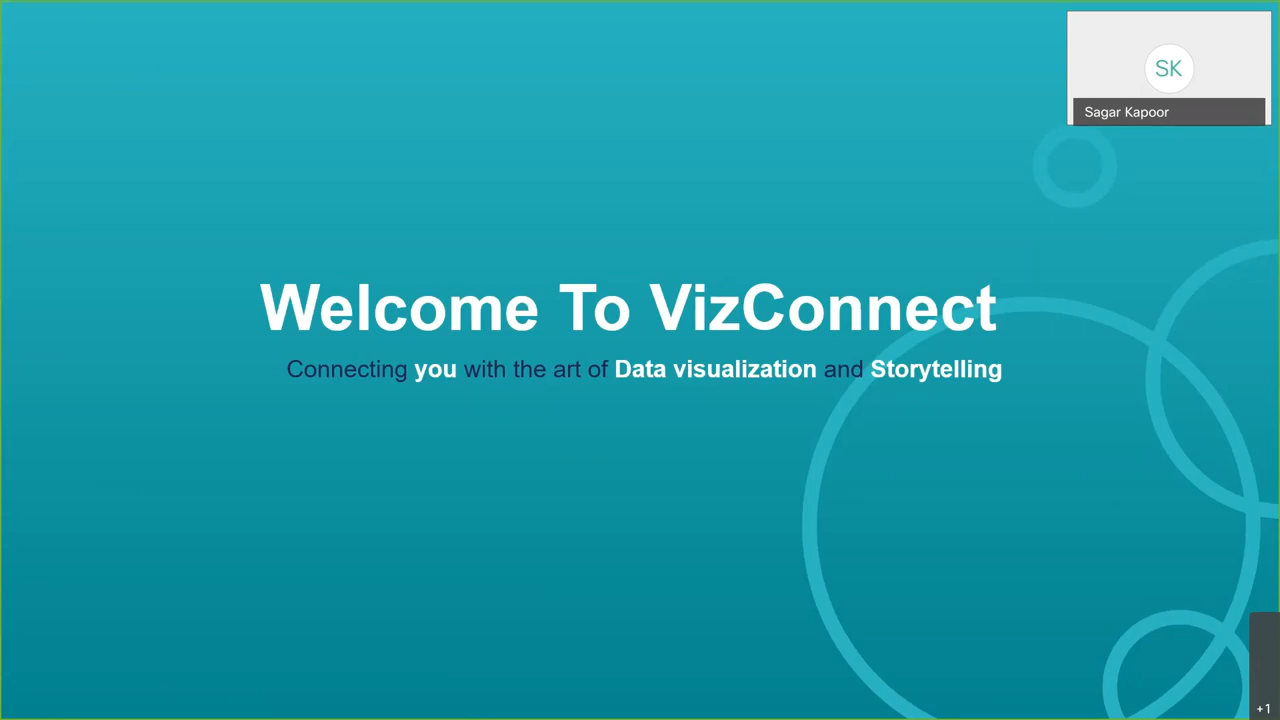 SK
Sagar Kapoor
Welcome To VizConnect
Connecting you with the art of Data visualization and Storytelling
+1